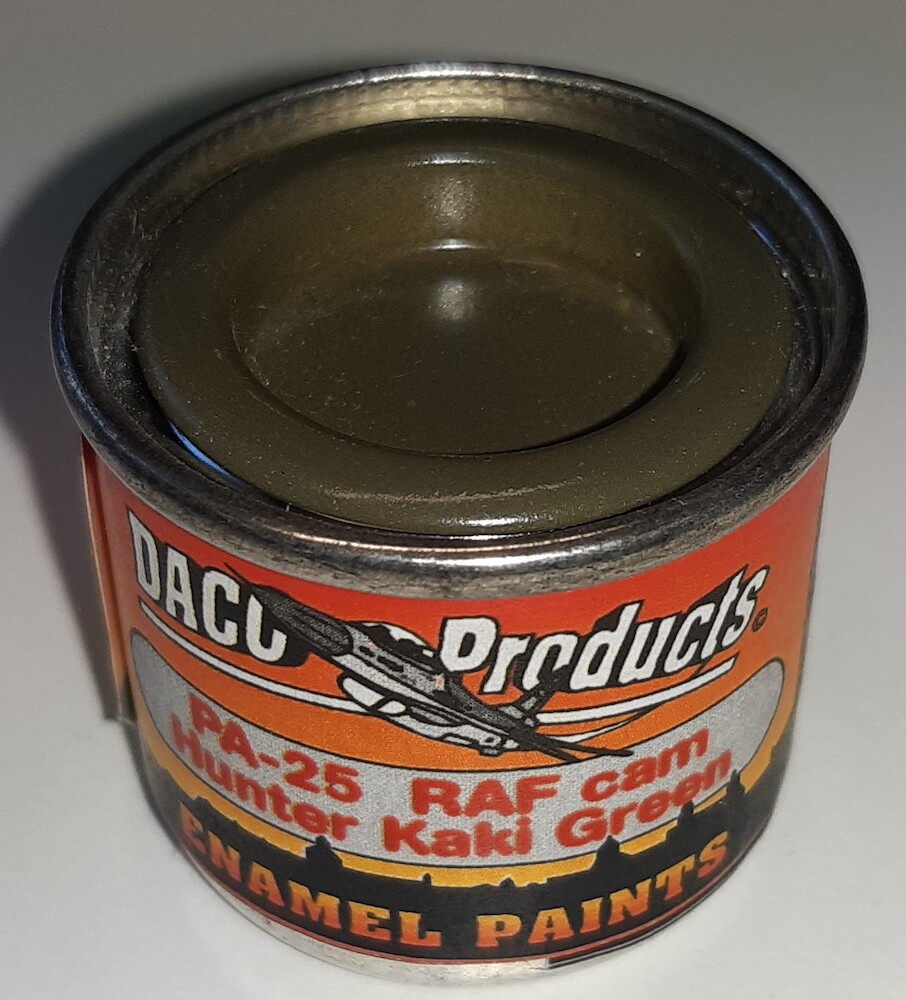 DACO Products®
PA-25 RAF cam
Hunter Kaki Green
ENAMEL PAINTS